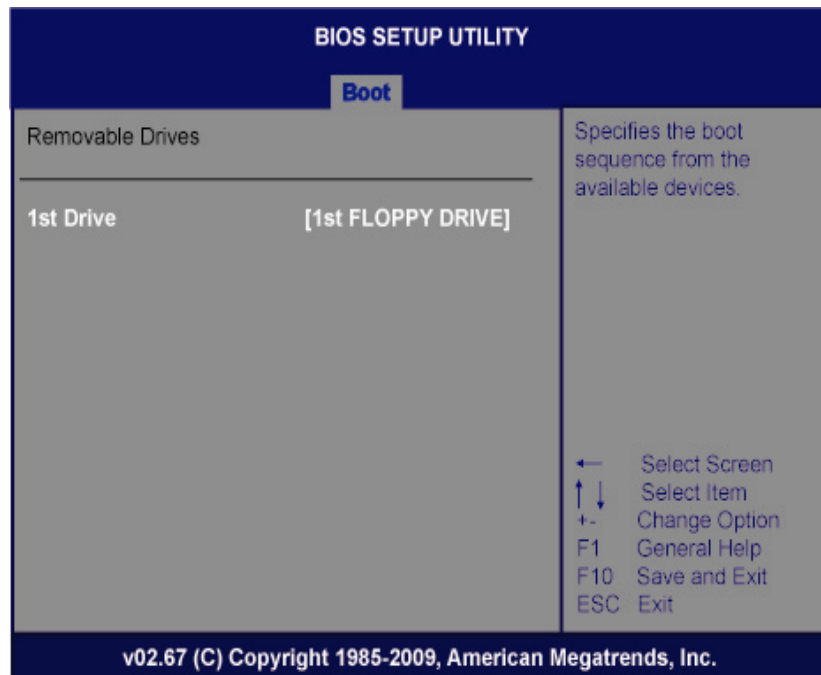 BIOS SETUP UTILITY
Boot
Removable Drives
1st Drive [1st FLOPPY DRIVE]
Specifies the boot
sequence from the
available devices.
← Select Screen
↑ ↓ Select Item
+- Change Option
F1 General Help
F10 Save and Exit
ESC Exit
v02.67 (C) Copyright 1985-2009, American Megatrends, Inc.